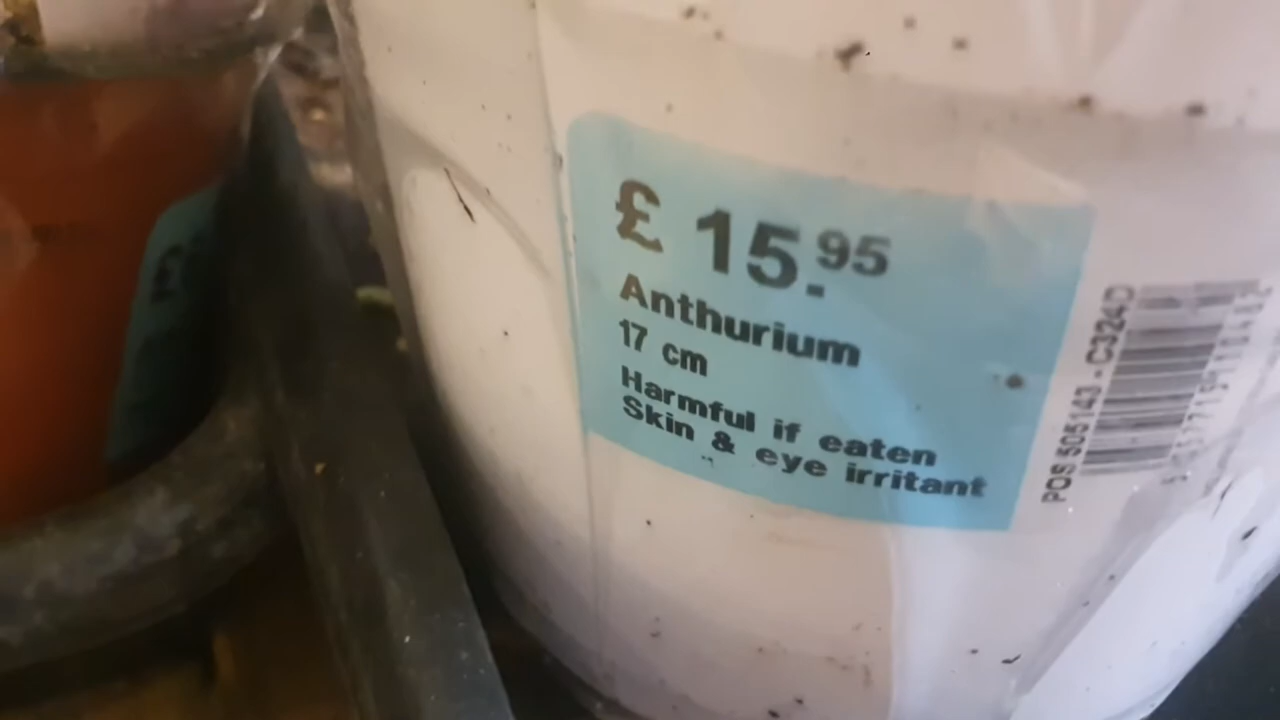 £ 15.95
Anthurium
17 cm
Harmful if eaten
Skin & eye irritant
POS 505143 - C324D
£